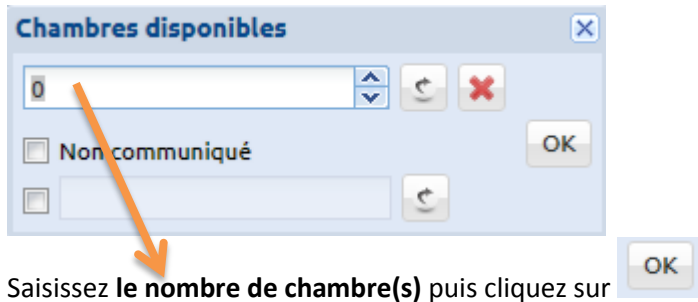 Chambres disponibles
0
Non communiqué
OK
Saisissez le nombre de chambre(s) puis cliquez sur OK